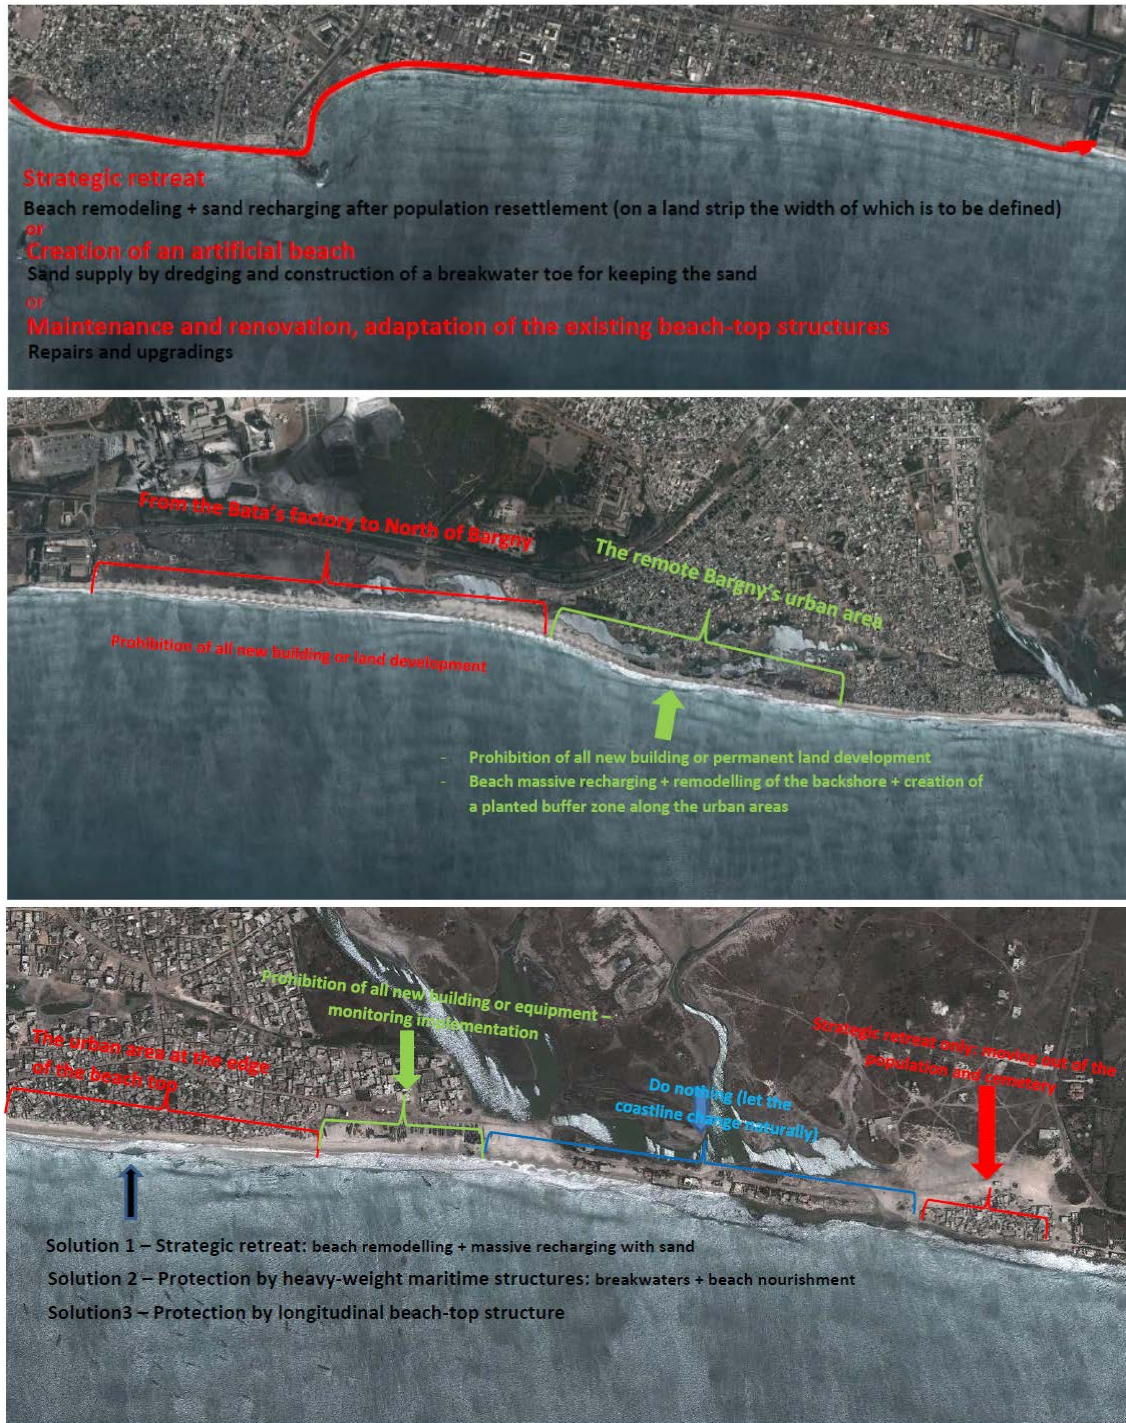 Strategic retreat
Beach remodeling + sand recharging after population resettlement (on a land strip the width of which is to be defined)
or
Creation of an artificial beach
Sand supply by dredging and construction of a breakwater toe for keeping the sand
or
Maintenance and renovation, adaptation of the existing beach-top structures
Repairs and upgradings
From the Bata's factory to North of Bargny
The remote Bargny's urban area
Prohibition of all new building or land development
- Prohibition of all new building or permanent land development
- Beach massive recharging + remodelling of the backshore + creation of
a planted buffer zone along the urban areas
Prohibition of all new building or equipment –
monitoring implementation
The urban area at the edge
of the beach top
Strategic retreat only: moving out of the
population and cemetery
Do nothing (let the
coastline change naturally)
Solution 1 – Strategic retreat: beach remodelling + massive recharging with sand
Solution 2 – Protection by heavy-weight maritime structures: breakwaters + beach nourishment
Solution3 – Protection by longitudinal beach-top structure